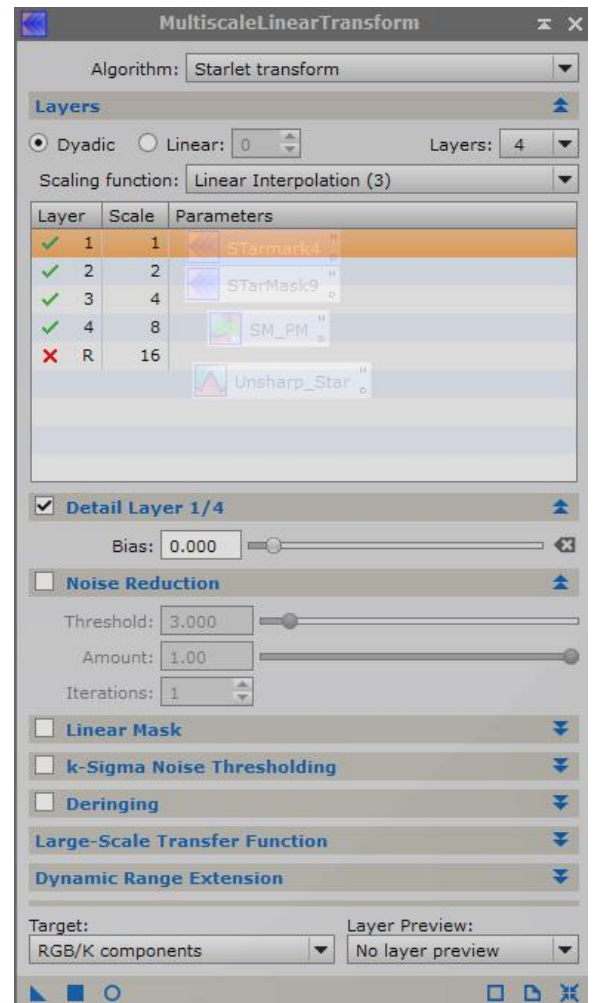 MultiscaleLinearTransform
Algorithm: Starlet transform
Layers
Dyadic Linear: 0 Layers: 4
Scaling function: Linear Interpolation (3)
Layer Scale Parameters
1 1 STarmark4 H D
2 2
STarMask9 H D
3 4
4 8 SM_PM H D
R 16
Unsharp_Star H D
Detail Layer 1/4
Bias: 0.000
Noise Reduction
Threshold: 3.000
Amount: 1.00
Iterations: 1
Linear Mask
k-Sigma Noise Thresholding
Deringing
Large-Scale Transfer Function
Dynamic Range Extension
Target: Layer Preview:
RGB/K components No layer preview